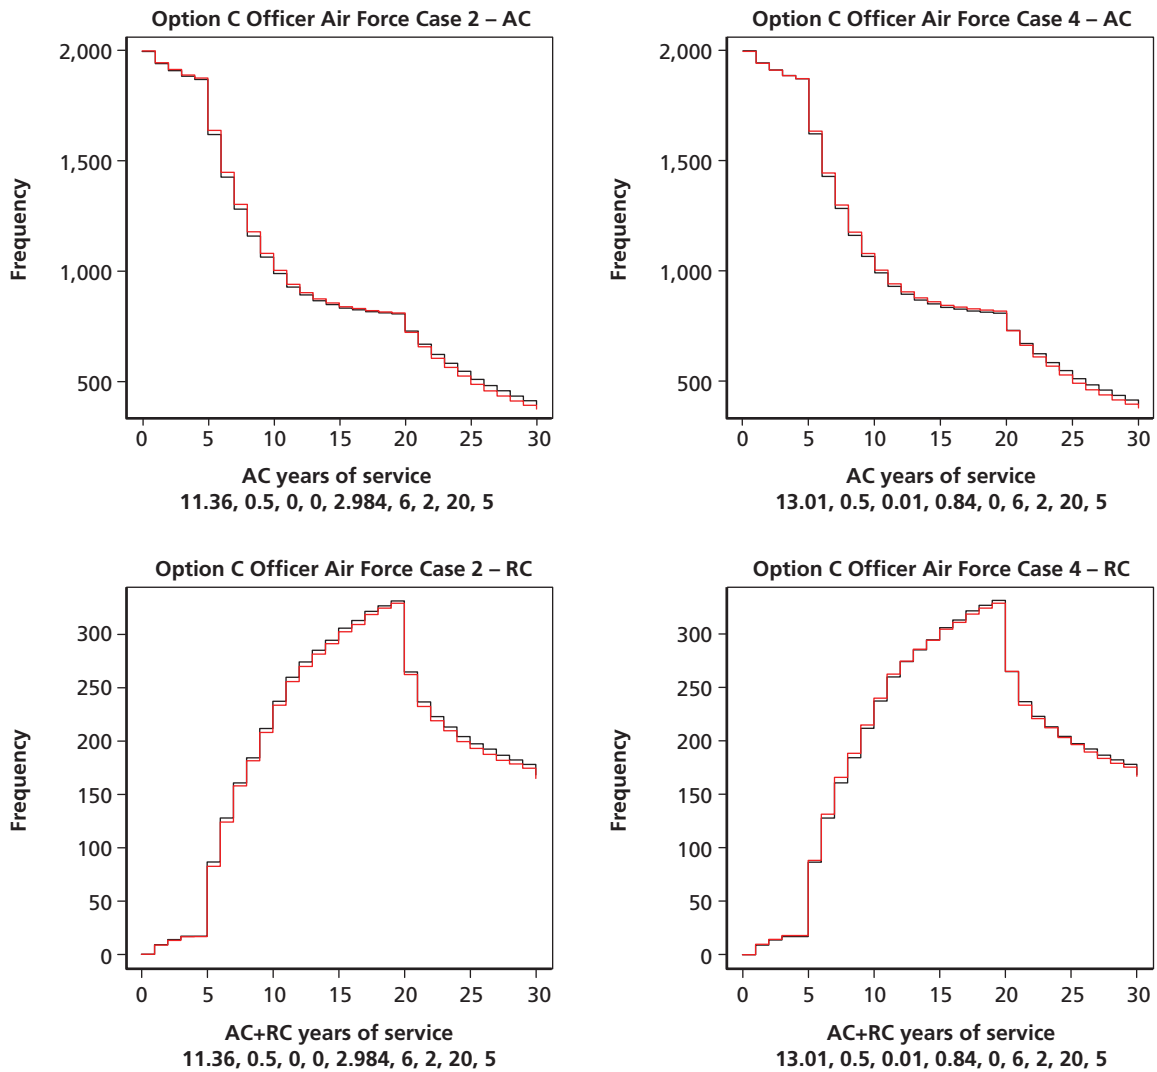 Option C Officer Air Force Case 2 – AC
2,000
1,500
1,000
500
Frequency
0 5 10 15 20 25 30
AC years of service
11.36, 0.5, 0, 0, 2.984, 6, 2, 20, 5
Option C Officer Air Force Case 4 – AC
2,000
1,500
1,000
500
Frequency
0 5 10 15 20 25 30
AC years of service
13.01, 0.5, 0.01, 0.84, 0, 6, 2, 20, 5
Option C Officer Air Force Case 2 – RC
300
250
200
150
100
50
0
Frequency
0 5 10 15 20 25 30
AC+RC years of service
11.36, 0.5, 0, 0, 2.984, 6, 2, 20, 5
Option C Officer Air Force Case 4 – RC
300
250
200
150
100
50
0
Frequency
0 5 10 15 20 25 30
AC+RC years of service
13.01, 0.5, 0.01, 0.84, 0, 6, 2, 20, 5